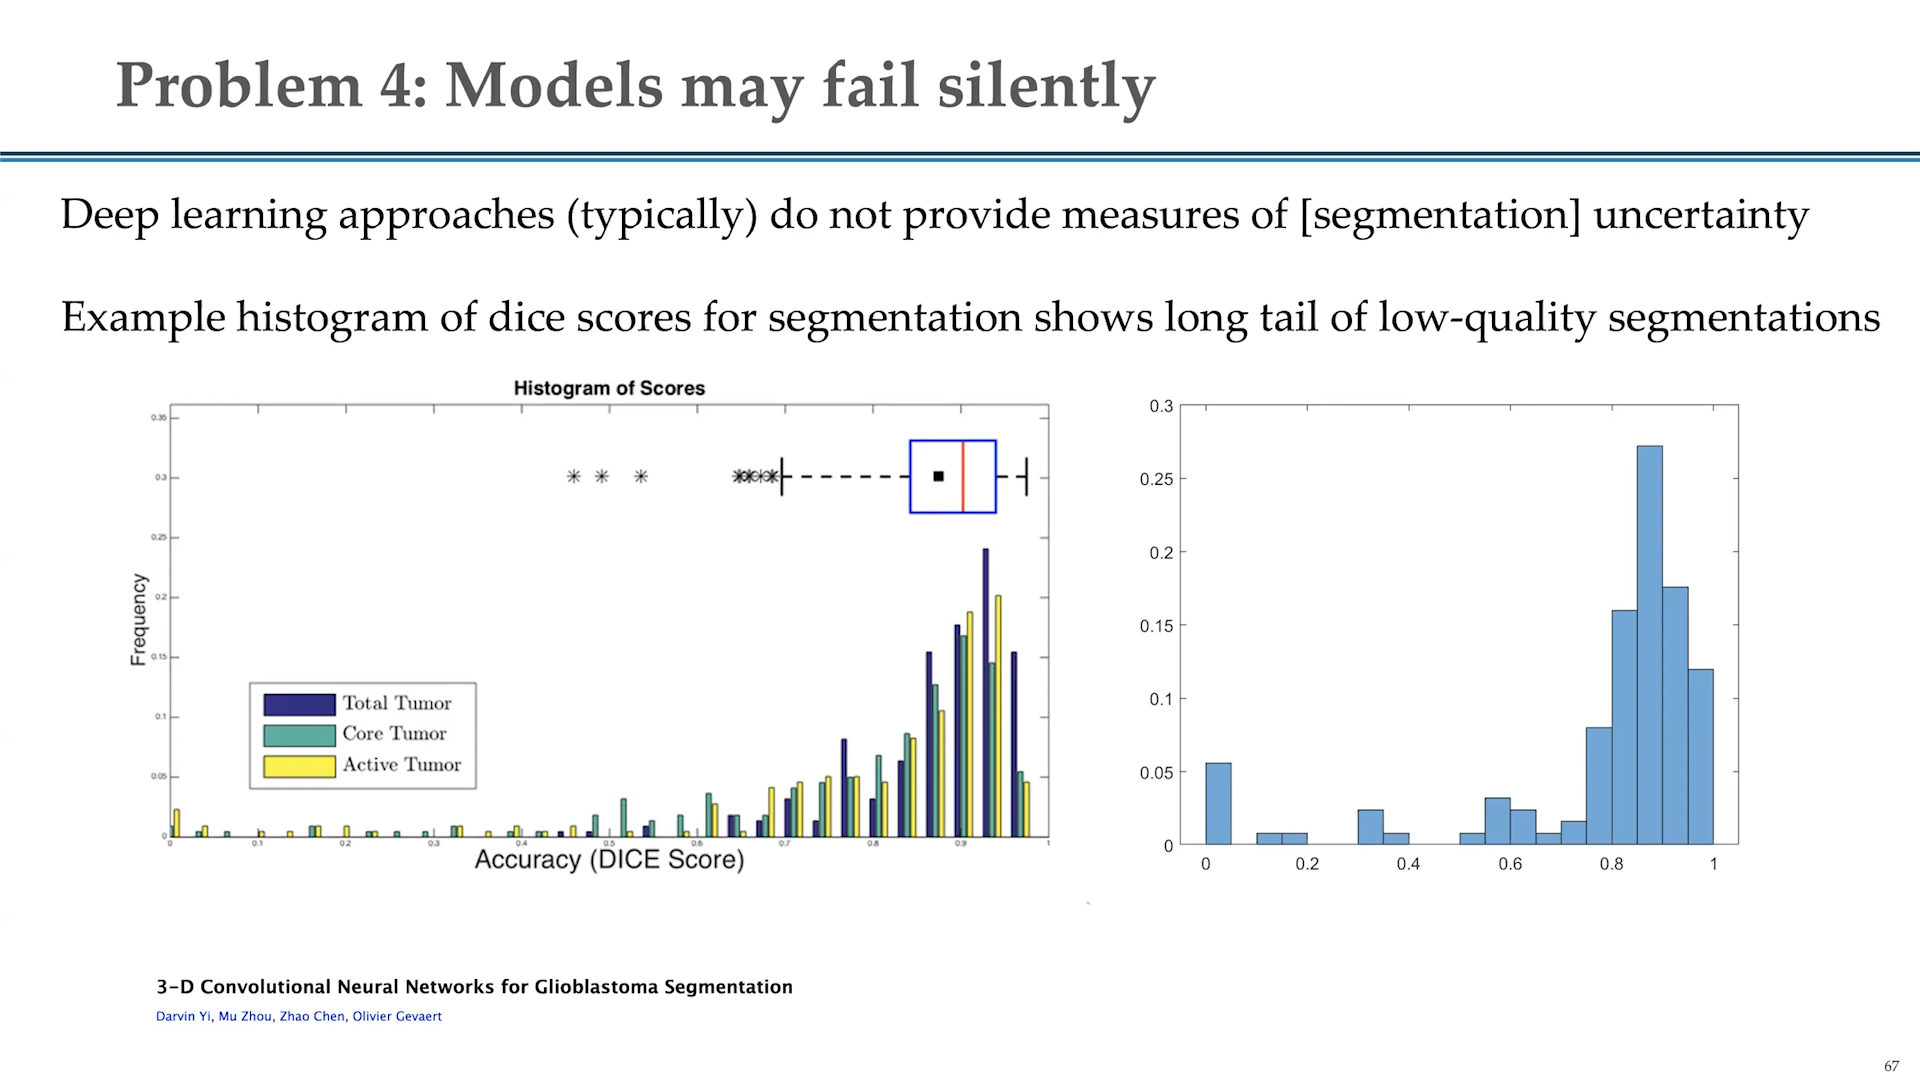 Problem 4: Models may fail silently
Deep learning approaches (typically) do not provide measures of [segmentation] uncertainty
Example histogram of dice scores for segmentation shows long tail of low-quality segmentations
Histogram of Scores
0.35
0.3
0.25
0.2
0.15
0.1
0.05
0
Frequency
Total Tumor
Core Tumor
Active Tumor
0 0.1 0.2 0.3 0.4 0.5 0.6 0.7 0.8 0.9 1
Accuracy (DICE Score)
0.3
0.25
0.2
0.15
0.1
0.05
0
0 0.2 0.4 0.6 0.8 1
3-D Convolutional Neural Networks for Glioblastoma Segmentation
Darvin Yi, Mu Zhou, Zhao Chen, Olivier Gevaert
67